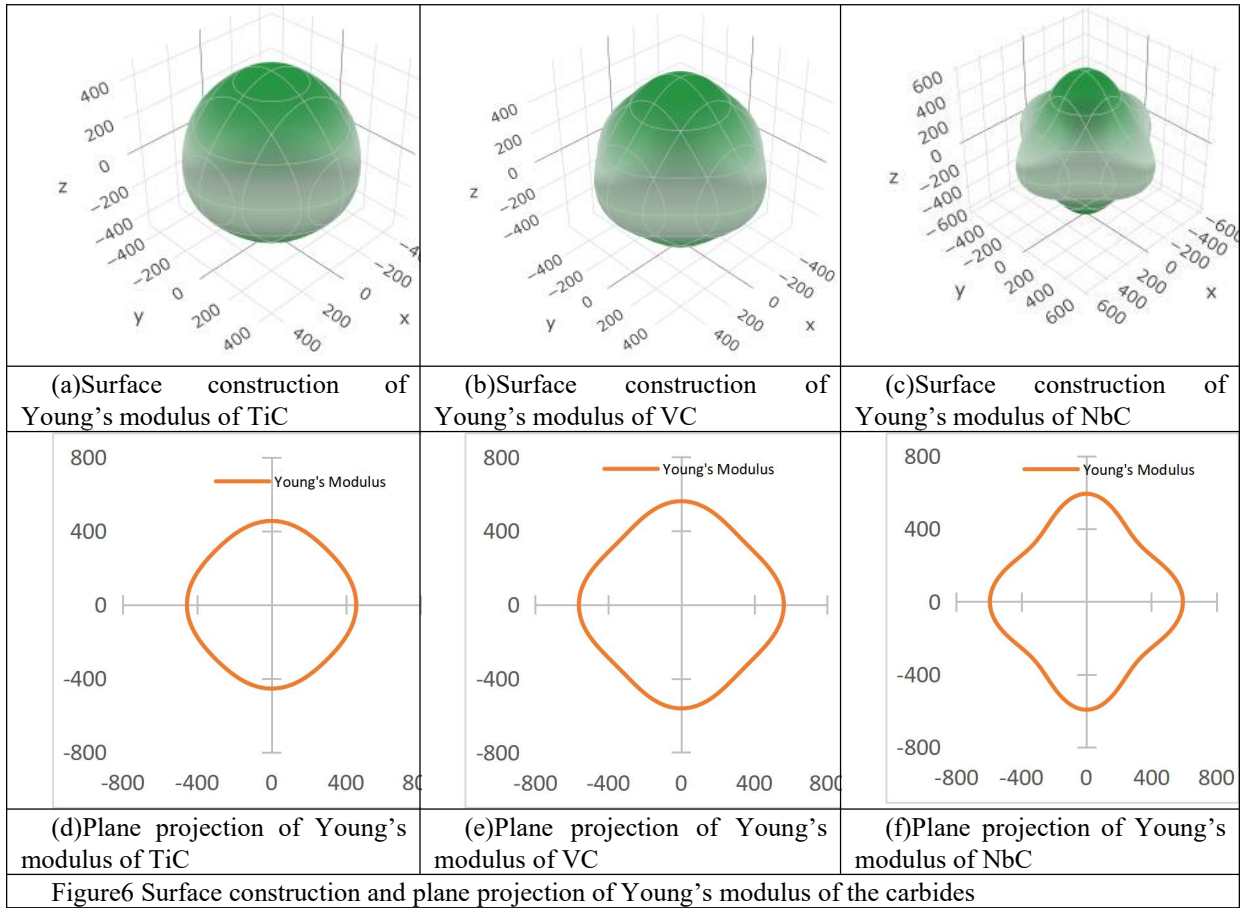 400
200
0
−200
−400
z
−400
−200
0
200
400
y
−200
0
200
400
x
400
200
0
−200
−400
z
−400
−200
0
200
400
y
−400
−200
0
200
400
x
600
400
200
0
−200
−400
−600
z
−600
−400
−200
0
200
400
600
y
−600
−400
−200
0
200
400
600
x
(a)Surface construction of
Young’s modulus of TiC
(b)Surface construction of
Young’s modulus of VC
(c)Surface construction of
Young’s modulus of NbC
800
400
0
-400
-800
-800 -400 0 400
Young's Modulus
800
400
0
-400
-800
-800 -400 0 400 800
Young's Modulus
800
400
0
-400
-800
-800 -400 0 400 800
Young's Modulus
(d)Plane projection of Young’s
modulus of TiC
(e)Plane projection of Young’s
modulus of VC
(f)Plane projection of Young’s
modulus of NbC
Figure6 Surface construction and plane projection of Young’s modulus of the carbides